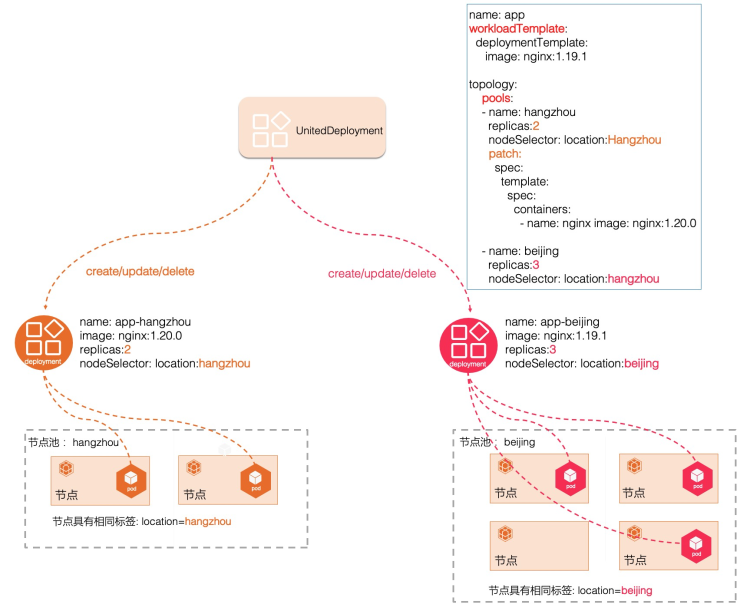 name: app
workloadTemplate:
deploymentTemplate:
image: nginx:1.19.1
topology:
pools:
- name: hangzhou
replicas:2
nodeSelector: location:Hangzhou
patch:
spec:
template:
spec:
containers:
- name: nginx image: nginx:1.20.0
- name: beijing
replicas:3
nodeSelector: location:hangzhou
UnitedDeployment
create/update/delete
create/update/delete
deployment
name: app-hangzhou
image: nginx:1.20.0
replicas:2
nodeSelector: location:hangzhou
deployment
name: app-beijing
image: nginx:1.19.1
replicas:3
nodeSelector: location:beijing
节点池： hangzhou
节点
pod
节点
pod
节点具有相同标签: location=hangzhou
节点池： beijing
节点
pod
节点
pod
节点
节点
pod
节点具有相同标签: location=beijing